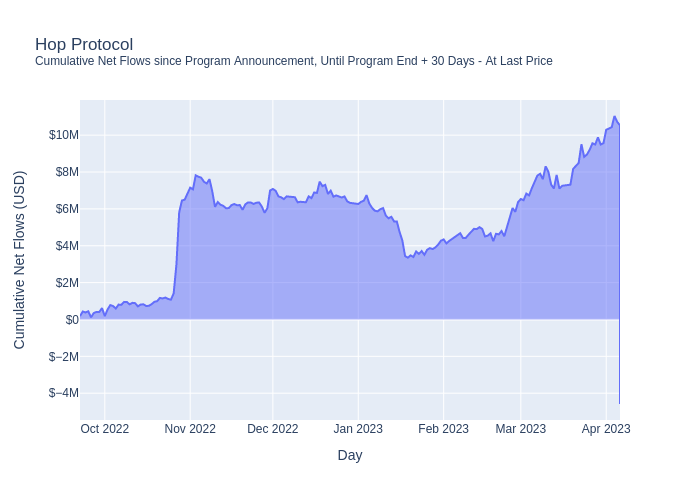 Hop Protocol
Cumulative Net Flows since Program Announcement, Until Program End + 30 Days - At Last Price
Cumulative Net Flows (USD)
$10M
$8M
$6M
$4M
$2M
$0
$−2M
$−4M
Oct 2022
Nov 2022
Dec 2022
Jan 2023
Feb 2023
Mar 2023
Apr 2023
Day